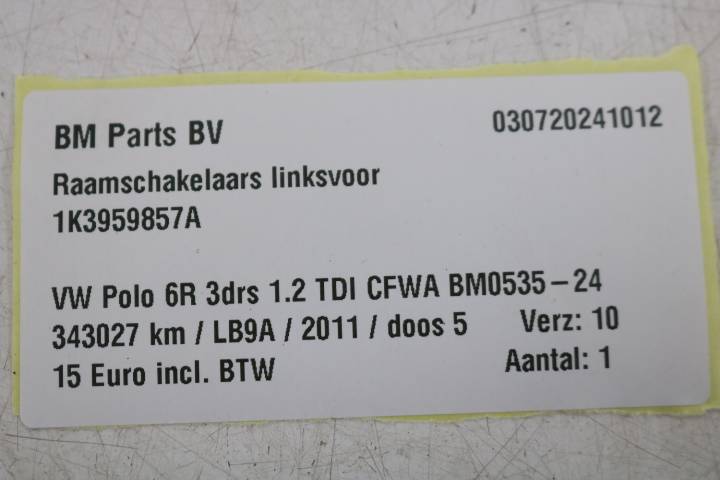 BM Parts BV 030720241012
Raamschakelaars linksvoor
1K3959857A
VW Polo 6R 3drs 1.2 TDI CFWA BM0535-24
343027 km / LB9A / 2011 / doos 5 Verz: 10
15 Euro incl. BTW Aantal: 1